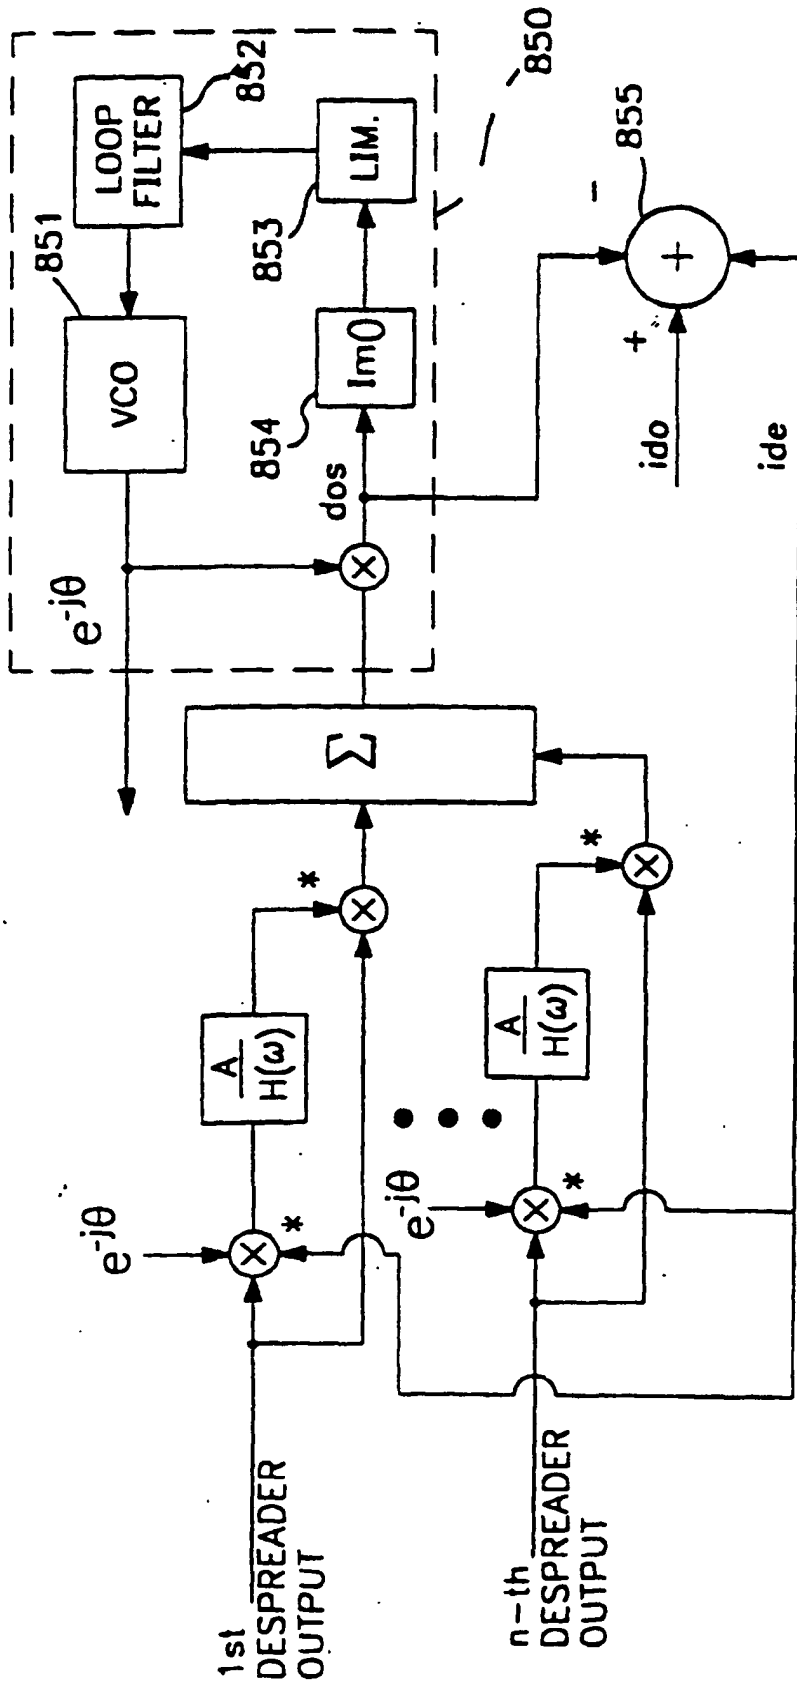 1st
DESPREADER
OUTPUT
e-jθ
*
A
H(ω)
*
n-th
DESPREADER
OUTPUT
e-jθ
*
A
H(ω)
*
Σ
e-jθ
VCO
851
LOOP
FILTER
852
dos
854
Im()
853
LIM.
850
ido
+
+
-
855
ide